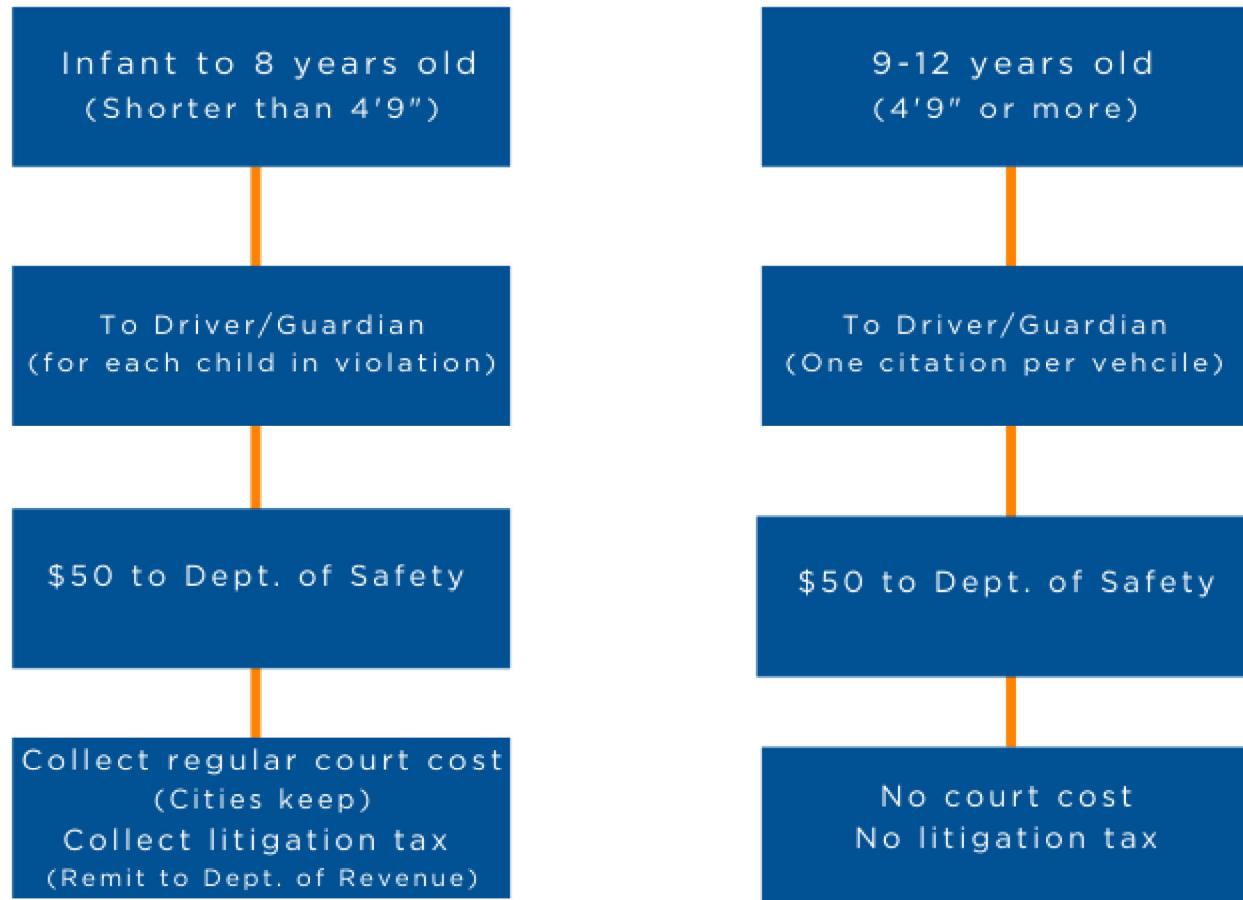 Infant to 8 years old
(Shorter than 4'9")
To Driver/Guardian
(for each child in violation)
$50 to Dept. of Safety
Collect regular court cost
(Cities keep)
Collect litigation tax
(Remit to Dept. of Revenue)
9-12 years old
(4'9" or more)
To Driver/Guardian
(One citation per vehcile)
$50 to Dept. of Safety
No court cost
No litigation tax